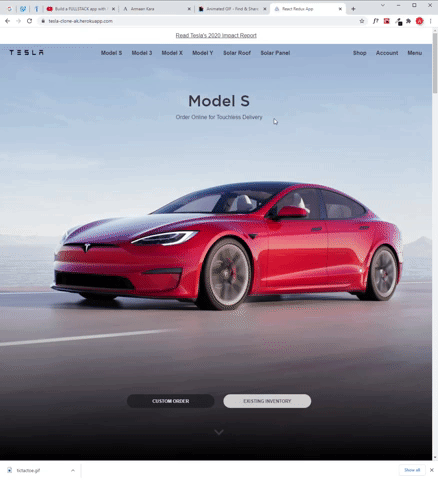 Build a FULLSTACK app with
Armaan Kara
Animated GIF - Find & Share
React Redux App
tesla-clone-ak.herokuapp.com
Read Tesla's 2020 Impact Report
TESLA
Model S
Model 3
Model X
Model Y
Solar Roof
Solar Panel
Shop
Account
Menu
Model S
Order Online for Touchless Delivery
CUSTOM ORDER
EXISTING INVENTORY
Show all